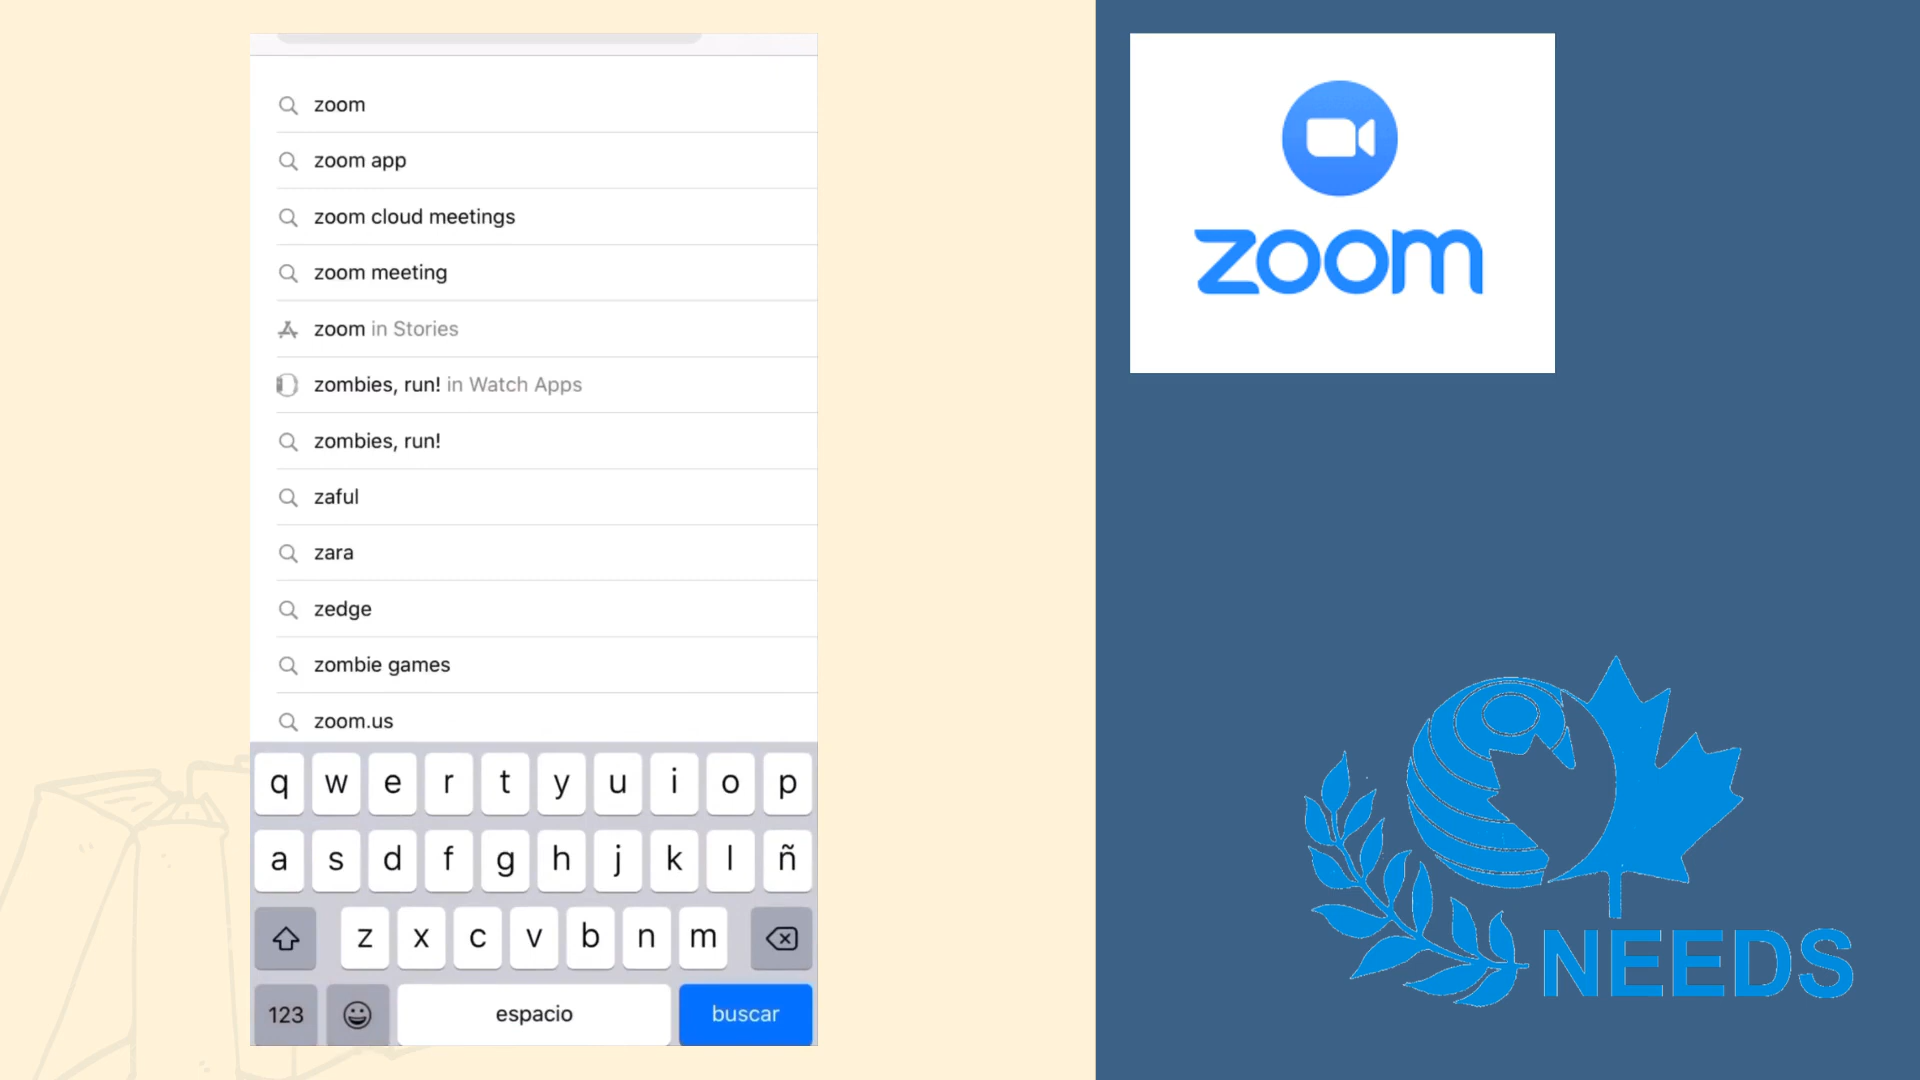 zoom
zoom app
zoom cloud meetings
zoom meeting
zoom in Stories
zombies, run! in Watch Apps
zombies, run!
zaful
zara
zedge
zombie games
zoom.us
q w e r t y u i o p
a s d f g h j k l ñ
z x c v b n m
123 espacio buscar
zoom
NEEDS